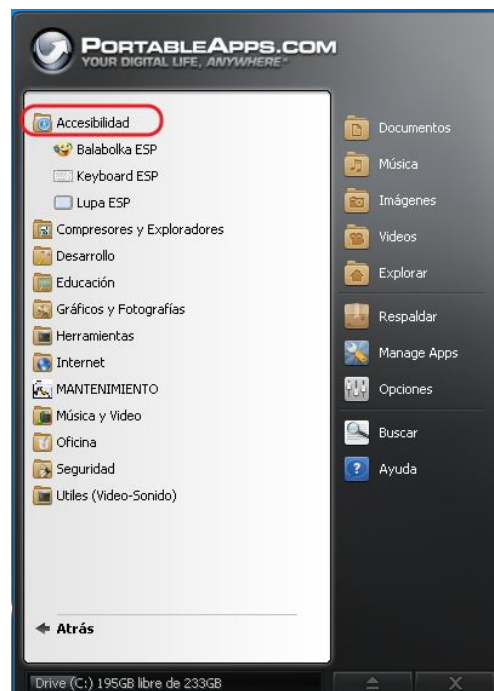 PORTABLEAPPS.COM
YOUR DIGITAL LIFE, ANYWHERE®
Accesibilidad
Balabolka ESP
Keyboard ESP
Lupa ESP
Compresores y Exploradores
Desarrollo
Educación
Gráficos y Fotografías
Herramientas
Internet
MANTENIMIENTO
Música y Video
Oficina
Seguridad
Utiles (Video-Sonido)
Atrás
Documentos
Música
Imágenes
Videos
Explorar
Respaldar
Manage Apps
Opciones
Buscar
Ayuda
Drive (C:) 195GB libre de 233GB